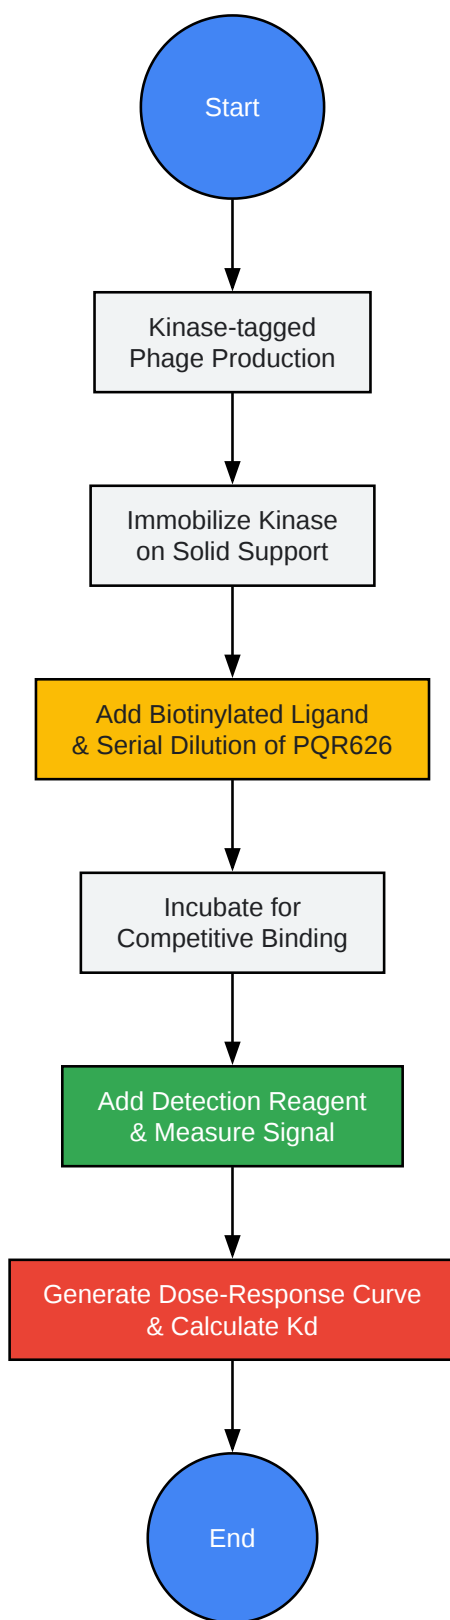 Start
Kinase-tagged
Phage Production
Immobilize Kinase
on Solid Support
Add Biotinylated Ligand
& Serial Dilution of PQR626
Incubate for
Competitive Binding
Add Detection Reagent
& Measure Signal
Generate Dose-Response Curve
& Calculate Kd
End